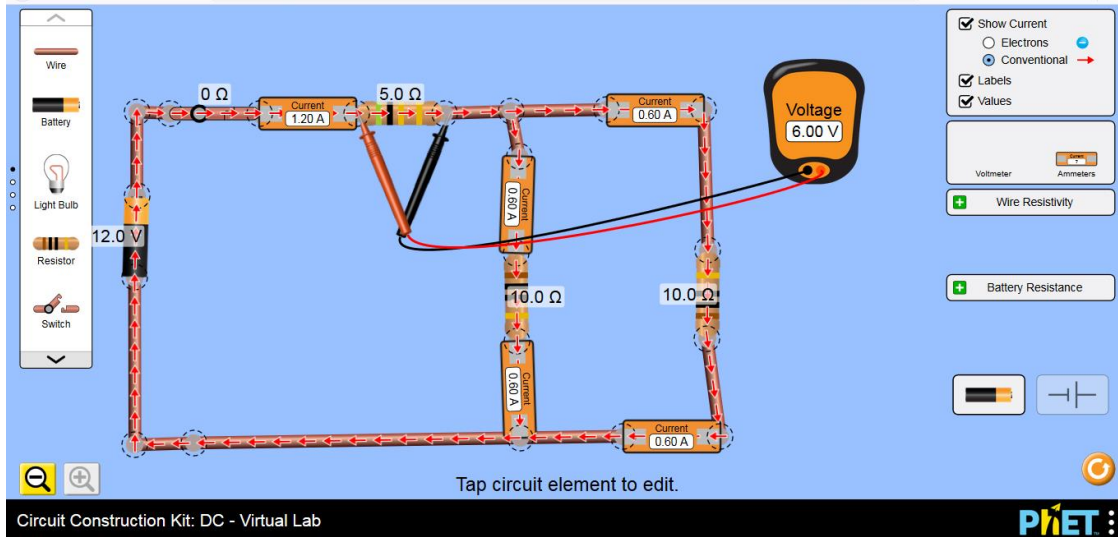 Wire
Battery
Light Bulb
Resistor
Switch
0 Ω
Current
1.20 A
5.0 Ω
Current
0.60 A
Voltage
6.00 V
Current
0.60 A
12.0 V
10.0 Ω
10.0 Ω
Current
0.60 A
Current
0.60 A
Show Current
Electrons
Conventional
Labels
Values
Current
?
Voltmeter
Ammeters
Wire Resistivity
Battery Resistance
Tap circuit element to edit.
Circuit Construction Kit: DC - Virtual Lab
PhET